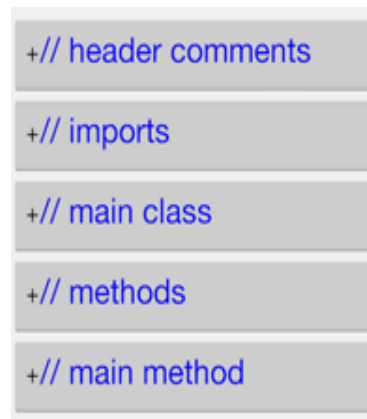 +// header comments
+// imports
+// main class
+// methods
+// main method